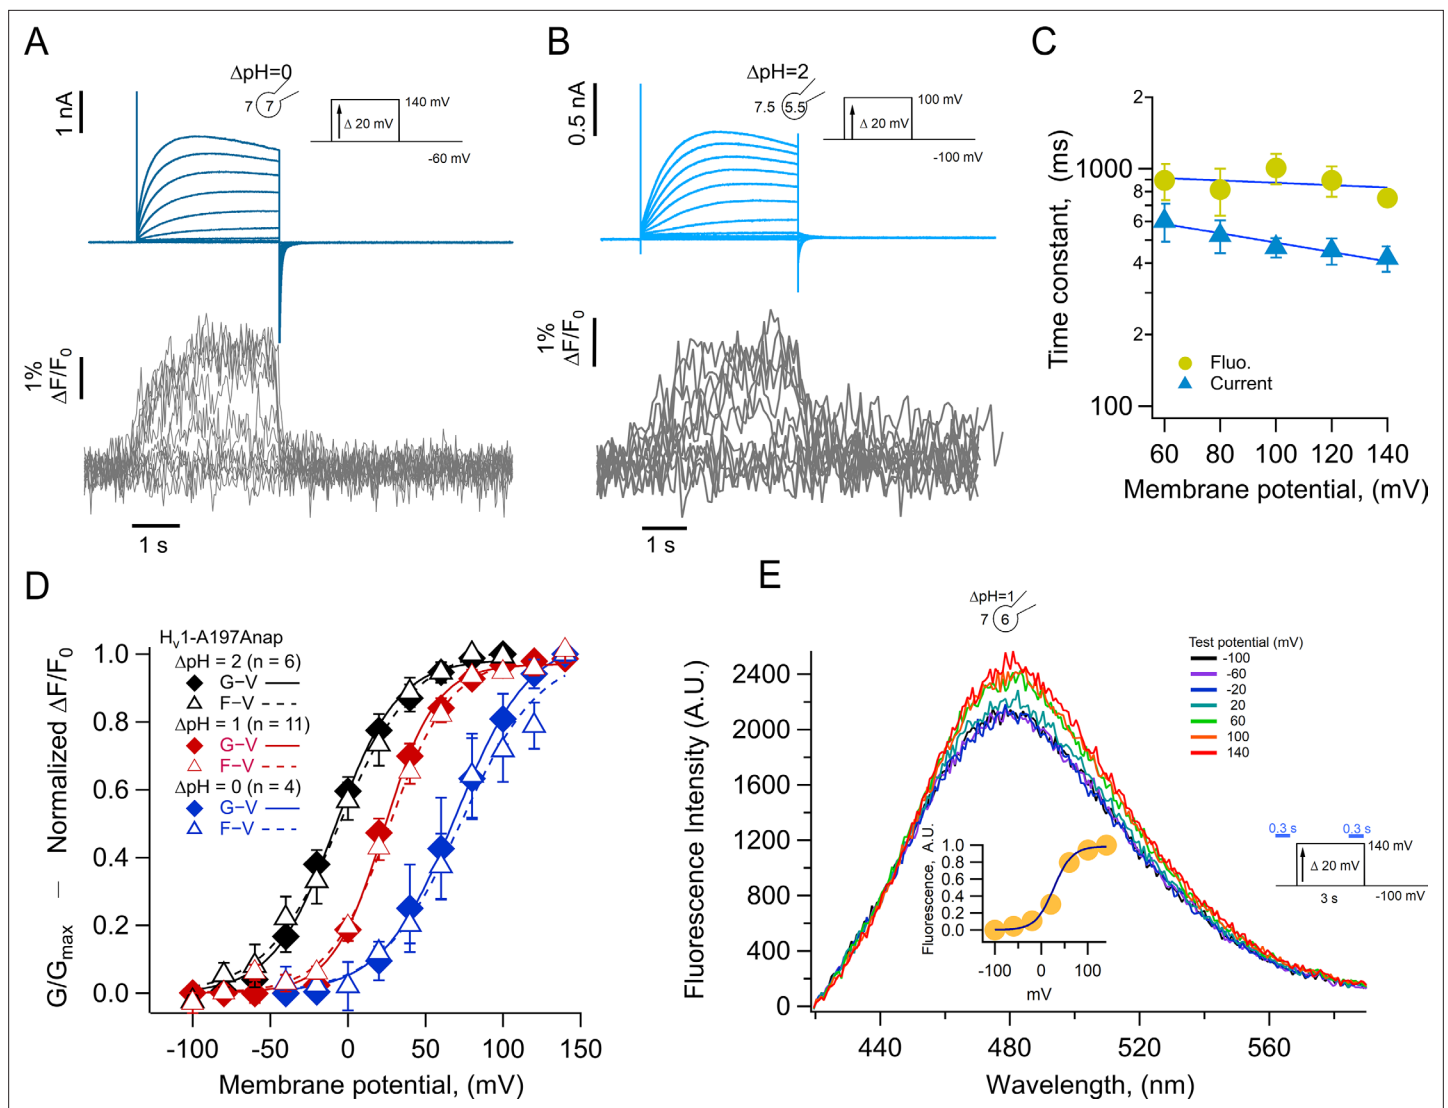 A
ΔpH=0
7 7
1 nA
140 mV
Δ 20 mV
-60 mV
1%
ΔF/F0
1 s
B
ΔpH=2
7.5 5.5
0.5 nA
100 mV
Δ 20 mV
-100 mV
1%
ΔF/F0
1 s
C
Time constant, (ms)
2
1000
8
6
4
2
100
Fluo.
Current
60 80 100 120 140
Membrane potential, (mV)
D
G/Gmax — Normalized ΔF/F0
1.0
0.8
0.6
0.4
0.2
0.0
Hv1-A197Anap
ΔpH = 2 (n = 6)
G−V
F−V
ΔpH = 1 (n = 11)
G−V
F−V
ΔpH = 0 (n = 4)
G−V
F−V
-100 -50 0 50 100 150
Membrane potential, (mV)
E
ΔpH=1
7 6
Fluorescence Intensity (A.U.)
2400
2000
1600
1200
800
400
0
Test potential (mV)
-100
-60
-20
20
60
100
140
0.3 s 0.3 s
140 mV
Δ 20 mV
-100 mV
3 s
Fluorescence, A.U.
1.0
0.8
0.6
0.4
0.2
0.0
-100 0 100
mV
440 480 520 560
Wavelength, (nm)